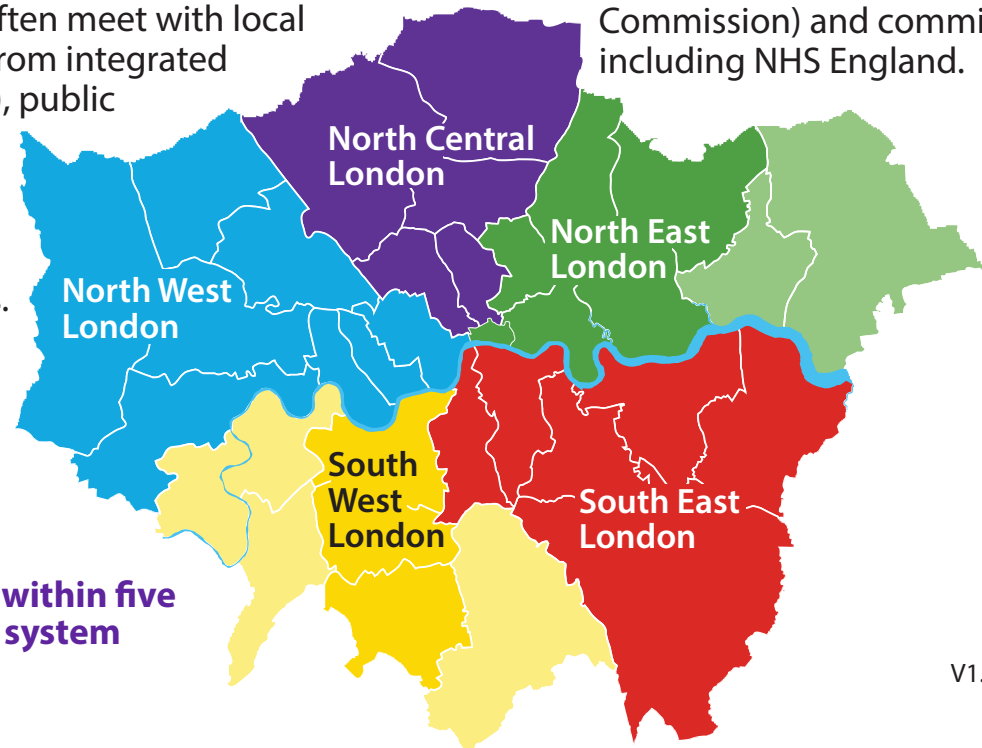 ften meet with local
rom integrated
), public
Commission) and commi
including NHS England.
North Central
London
North East
London
North West
London
.
South
West
London
South East
London
within five
system
V1.